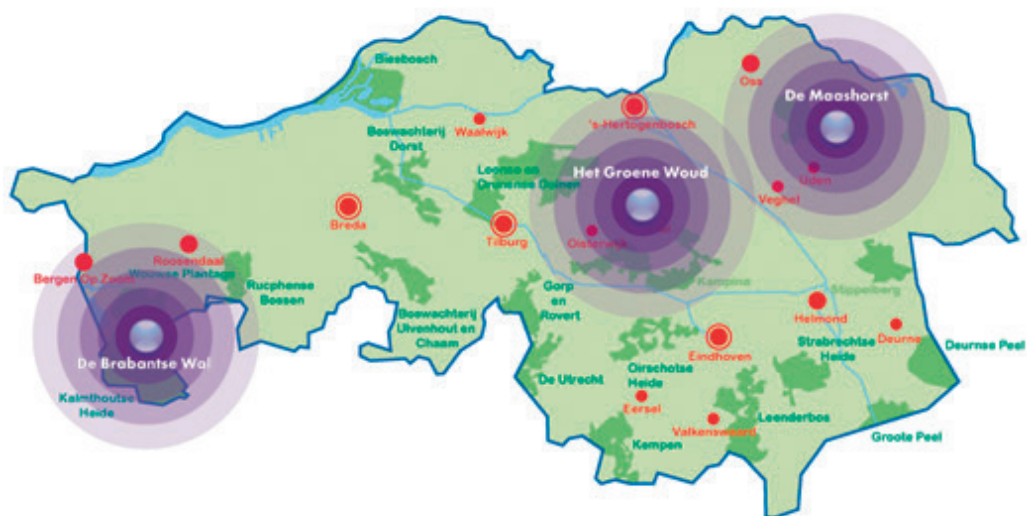 Biesbosch
Oss
De Maashorst
Waalwijk
's-Hertogenbosch
Boswachterij
Dorst
Loonse en
Drunense Duinen
Het Groene Woud
Uden
Veghel
Breda
Tilburg
Oisterwijk
Roosendaal
Bergen Op Zoom
Wouwse Plantage
Rucphense
Bossen
Gorp
en
Rovert
Kampina
Stippelberg
Boswachterij
Ulvenhout en
Chaam
Helmond
Deurne
Eindhoven
Strabrechtse
Heide
Deurnse Peel
De Brabantse Wal
De Utrecht
Oirschotse
Heide
Kalmthoutse
Heide
Eersel
Leenderbos
Valkenswaard
Groote Peel
Kempen